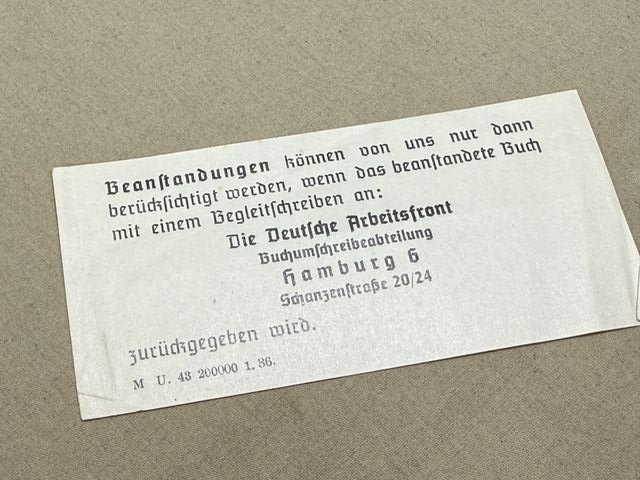 Beanstandungen können von uns nur dann
berücksichtigt werden, wenn das beanstandete Buch
mit einem Begleitschreiben an:
Die Deutsche Arbeitsfront
Buchumschreibeabteilung
Hamburg 6
Schanzenstraße 20/24
zurückgegeben wird.
M U. 43 200000 1. 36.